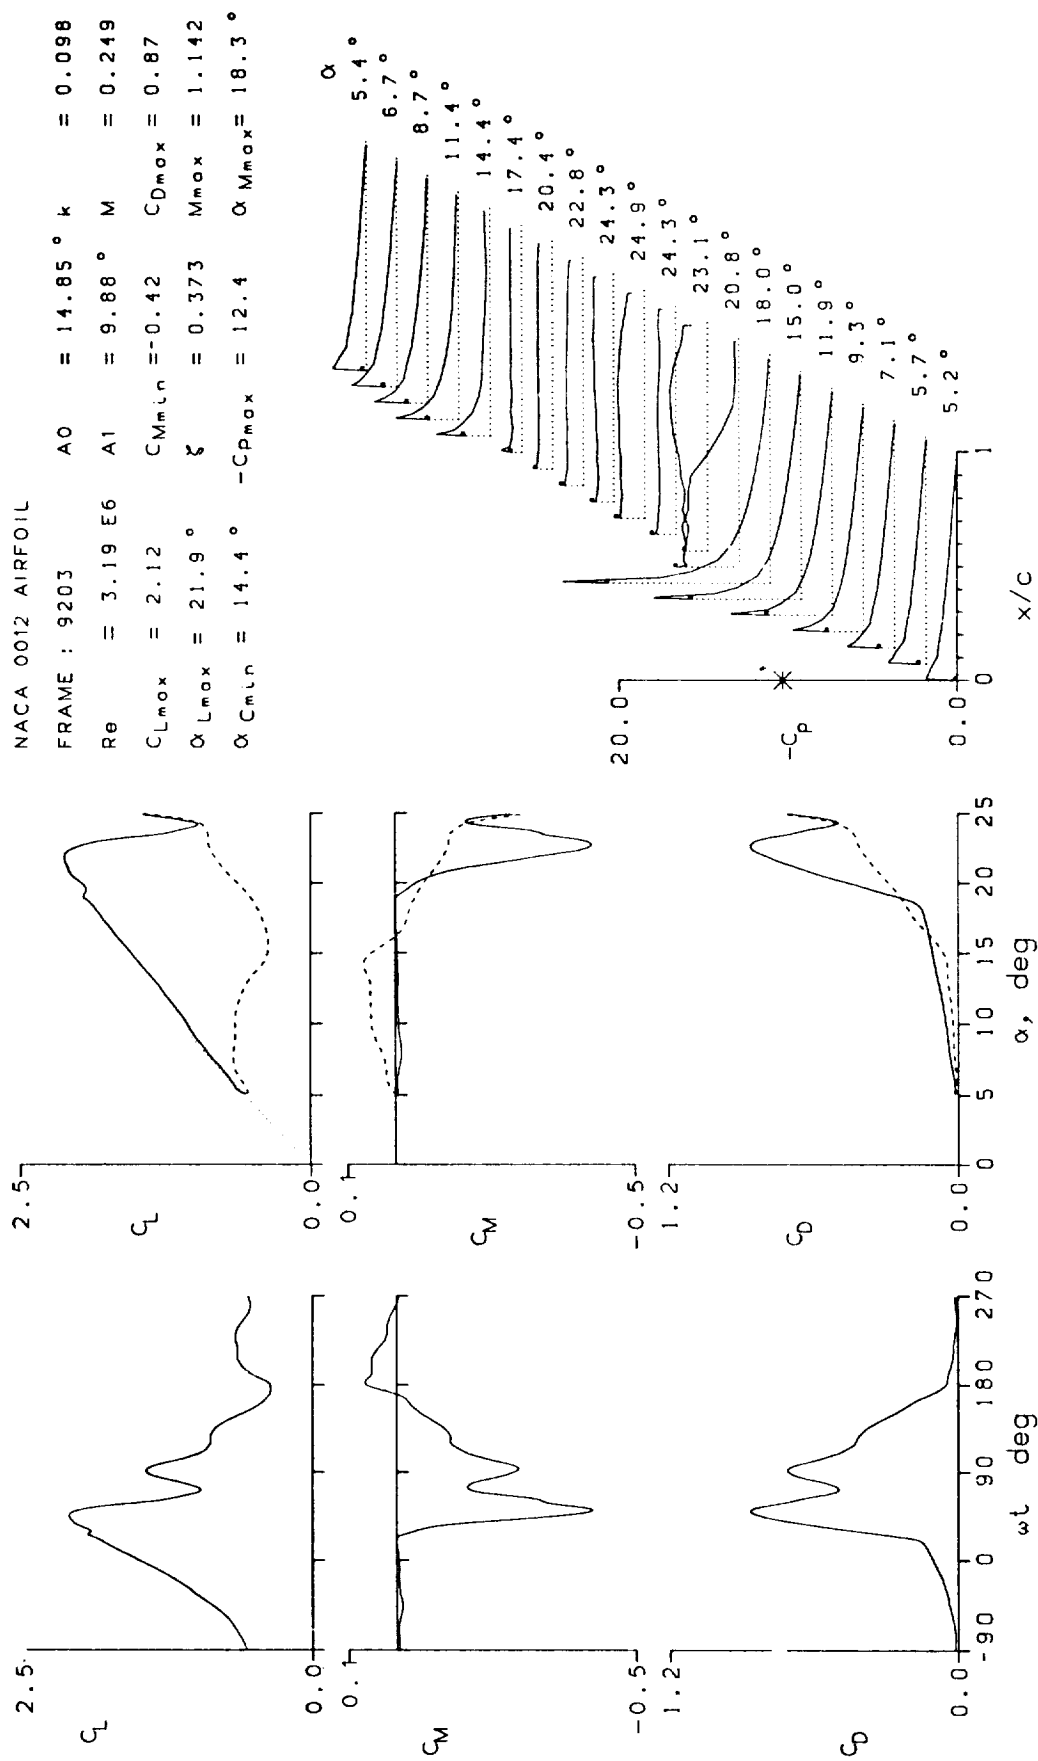 NACA 0012 AIRFOIL
FRAME : 9203 A0 = 14.85° k = 0.098
Re = 3.19 E6 A1 = 9.88° M = 0.249
CLmax = 2.12 CMmin =-0.42 CDmax = 0.87
αLmax = 21.9° ζ = 0.373 Mmax = 1.142
αCmin = 14.4° -CPmax = 12.4 αMmax= 18.3°
2.5
CL
0.0
0.1
CM
-0.5
1.2
CD
0.0
-90 0 90 180 270
ωt deg
2.5
CL
0.0
0.1
CM
-0.5
1.2
CD
0.0
0 5 10 15 20 25
α, deg
α
5.4°
6.7°
8.7°
11.4°
14.4°
17.4°
20.4°
22.8°
24.3°
24.9°
24.3°
23.1°
20.8°
18.0°
15.0°
11.9°
9.3°
7.1°
5.7°
5.2°
20.0
-CP
0.0
0 1
x/c